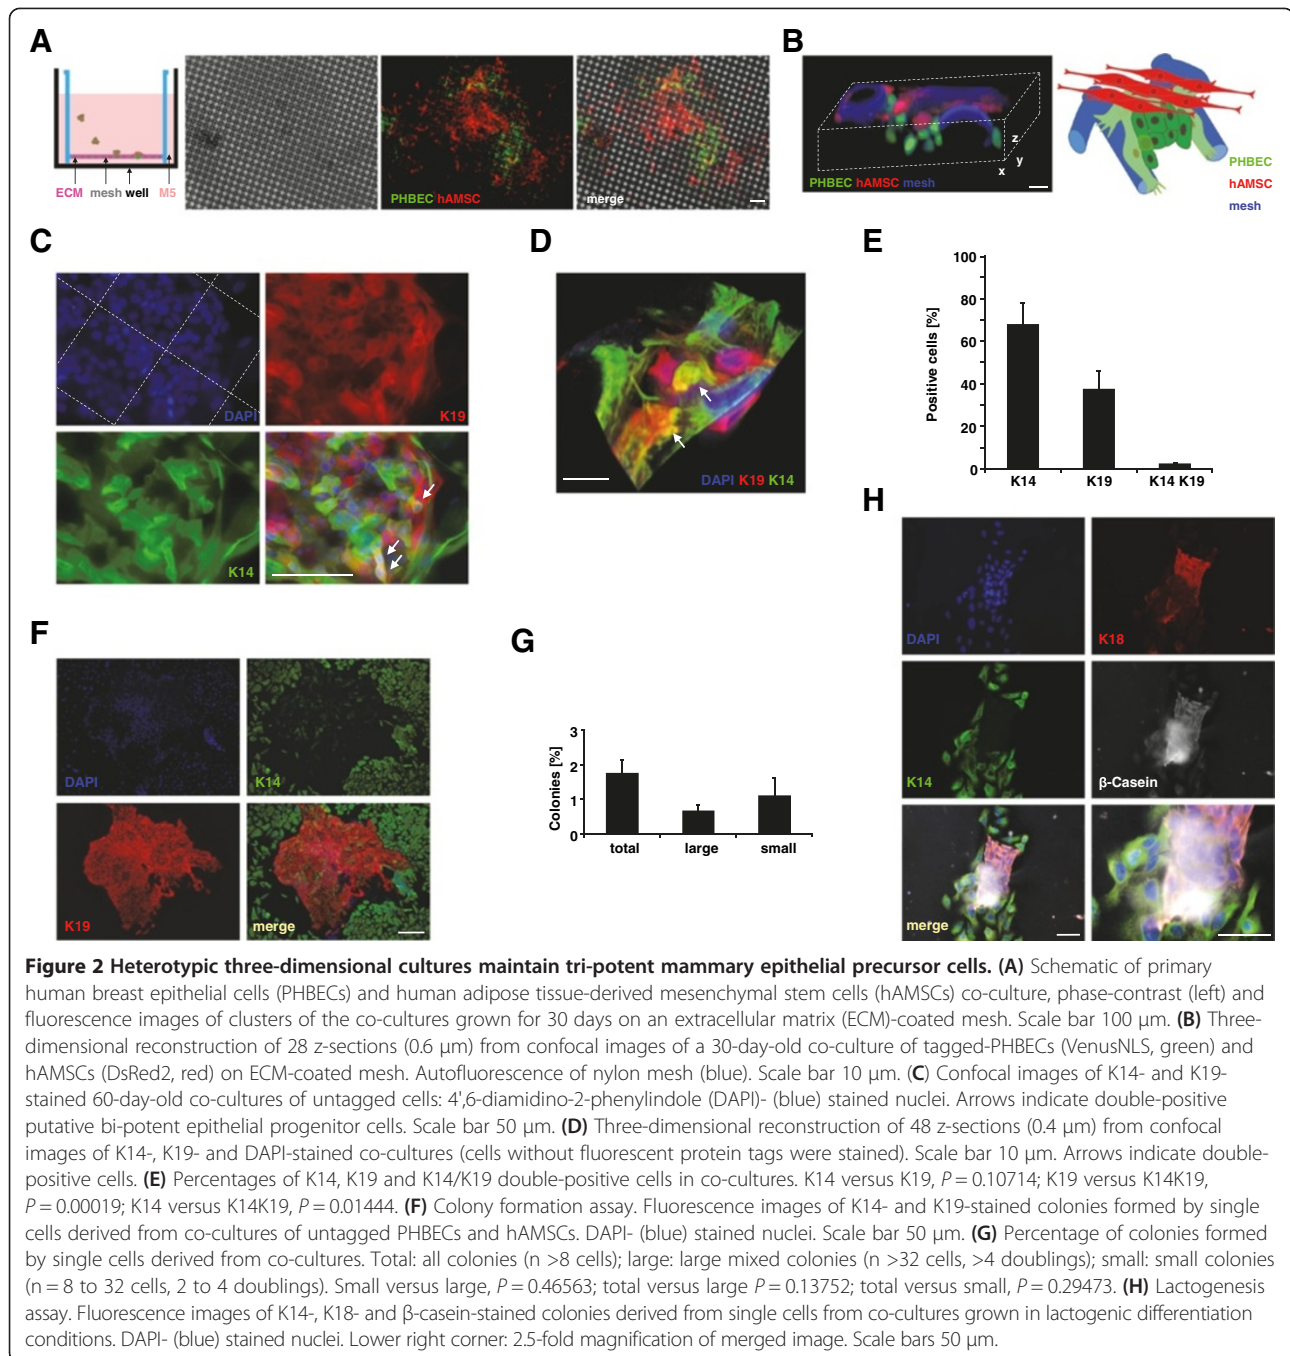 A
B
ECM mesh well M5
PHBEC hAMSC
merge
PHBEC hAMSC mesh
z
y
x
PHBEC
hAMSC
mesh
C
D
E
DAPI
K19
K14
DAPI K19 K14
Positive cells [%]
100
80
60
40
20
0
K14 K19 K14 K19
F
G
H
DAPI
K14
K19
merge
Colonies [%]
3
2
1
0
total large small
DAPI
K18
K14
β-Casein
merge
Figure 2 Heterotypic three-dimensional cultures maintain tri-potent mammary epithelial precursor cells. (A) Schematic of primary
human breast epithelial cells (PHBECs) and human adipose tissue-derived mesenchymal stem cells (hAMSCs) co-culture, phase-contrast (left) and
fluorescence images of clusters of the co-cultures grown for 30 days on an extracellular matrix (ECM)-coated mesh. Scale bar 100 μm. (B) Three-
dimensional reconstruction of 28 z-sections (0.6 μm) from confocal images of a 30-day-old co-culture of tagged-PHBECs (VenusNLS, green) and
hAMSCs (DsRed2, red) on ECM-coated mesh. Autofluorescence of nylon mesh (blue). Scale bar 10 μm. (C) Confocal images of K14- and K19-
stained 60-day-old co-cultures of untagged cells: 4',6-diamidino-2-phenylindole (DAPI)- (blue) stained nuclei. Arrows indicate double-positive
putative bi-potent epithelial progenitor cells. Scale bar 50 μm. (D) Three-dimensional reconstruction of 48 z-sections (0.4 μm) from confocal
images of K14-, K19- and DAPI-stained co-cultures (cells without fluorescent protein tags were stained). Scale bar 10 μm. Arrows indicate double-
positive cells. (E) Percentages of K14, K19 and K14/K19 double-positive cells in co-cultures. K14 versus K19, P = 0.10714; K19 versus K14K19,
P = 0.00019; K14 versus K14K19, P = 0.01444. (F) Colony formation assay. Fluorescence images of K14- and K19-stained colonies formed by single
cells derived from co-cultures of untagged PHBECs and hAMSCs. DAPI- (blue) stained nuclei. Scale bar 50 μm. (G) Percentage of colonies formed
by single cells derived from co-cultures. Total: all colonies (n >8 cells); large: large mixed colonies (n >32 cells, >4 doublings); small: small colonies
(n = 8 to 32 cells, 2 to 4 doublings). Small versus large, P = 0.46563; total versus large P = 0.13752; total versus small, P = 0.29473. (H) Lactogenesis
assay. Fluorescence images of K14-, K18- and β-casein-stained colonies derived from single cells from co-cultures grown in lactogenic differentiation
conditions. DAPI- (blue) stained nuclei. Lower right corner: 2.5-fold magnification of merged image. Scale bars 50 μm.